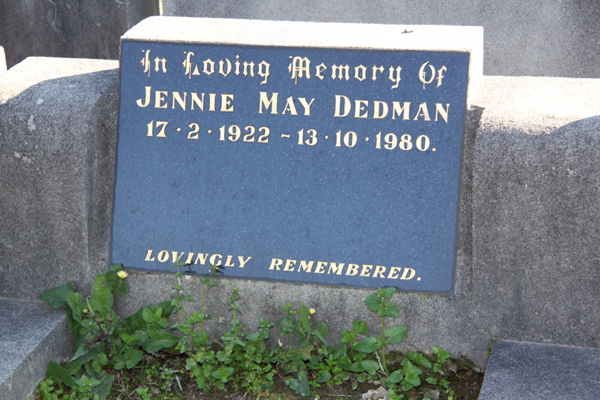 In Loving Memory Of
JENNIE MAY DEDMAN
17 · 2 · 1922 ~ 13 · 10 · 1980.
LOVINGLY REMEMBERED.